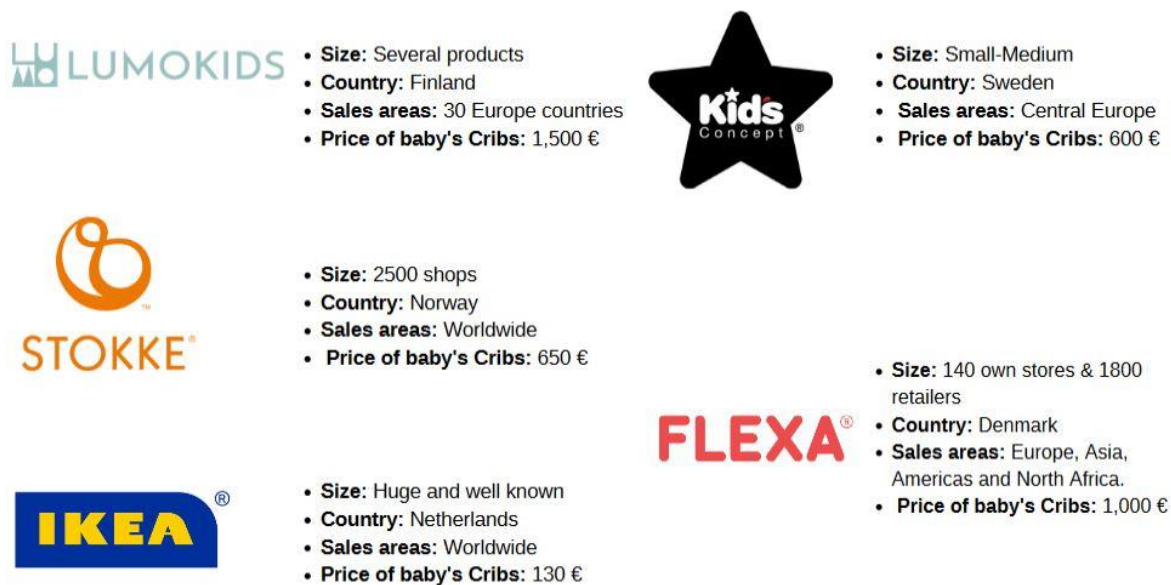 LUMO LUMOKIDS
• Size: Several products
• Country: Finland
• Sales areas: 30 Europe countries
• Price of baby's Cribs: 1,500 €
Kid's
Concept ®
• Size: Small-Medium
• Country: Sweden
• Sales areas: Central Europe
• Price of baby's Cribs: 600 €
™
STOKKE®
• Size: 2500 shops
• Country: Norway
• Sales areas: Worldwide
• Price of baby's Cribs: 650 €
FLEXA®
• Size: 140 own stores & 1800
retailers
• Country: Denmark
• Sales areas: Europe, Asia,
Americas and North Africa.
• Price of baby's Cribs: 1,000 €
IKEA®
• Size: Huge and well known
• Country: Netherlands
• Sales areas: Worldwide
• Price of baby's Cribs: 130 €